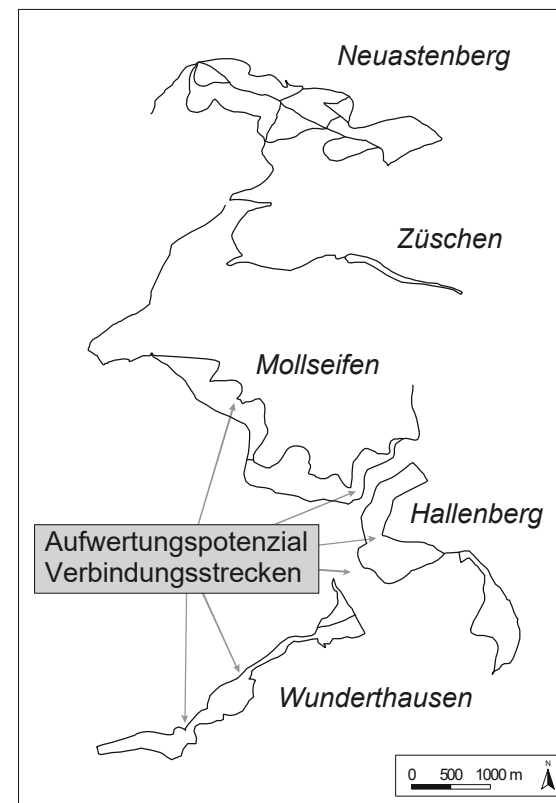 Neuastenberg
Züschen
Mollseifen
Hallenberg
Aufwertungspotenzial
Verbindungsstrecken
Wunderthausen
N
0 500 1000 m